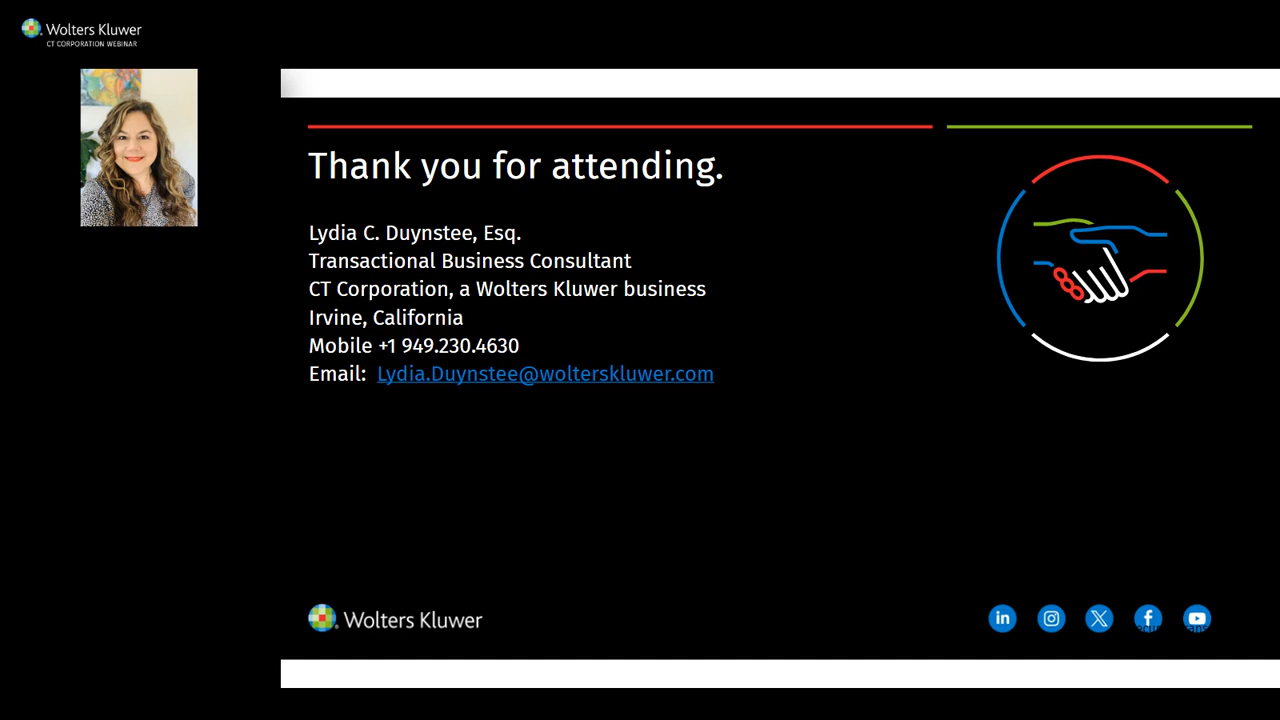 Wolters Kluwer
CT CORPORATION WEBINAR
Thank you for attending.
Lydia C. Duynstee, Esq.
Transactional Business Consultant
CT Corporation, a Wolters Kluwer business
Irvine, California
Mobile +1 949.230.4630
Email: Lydia.Duynstee@wolterskluwer.com
Wolters Kluwer